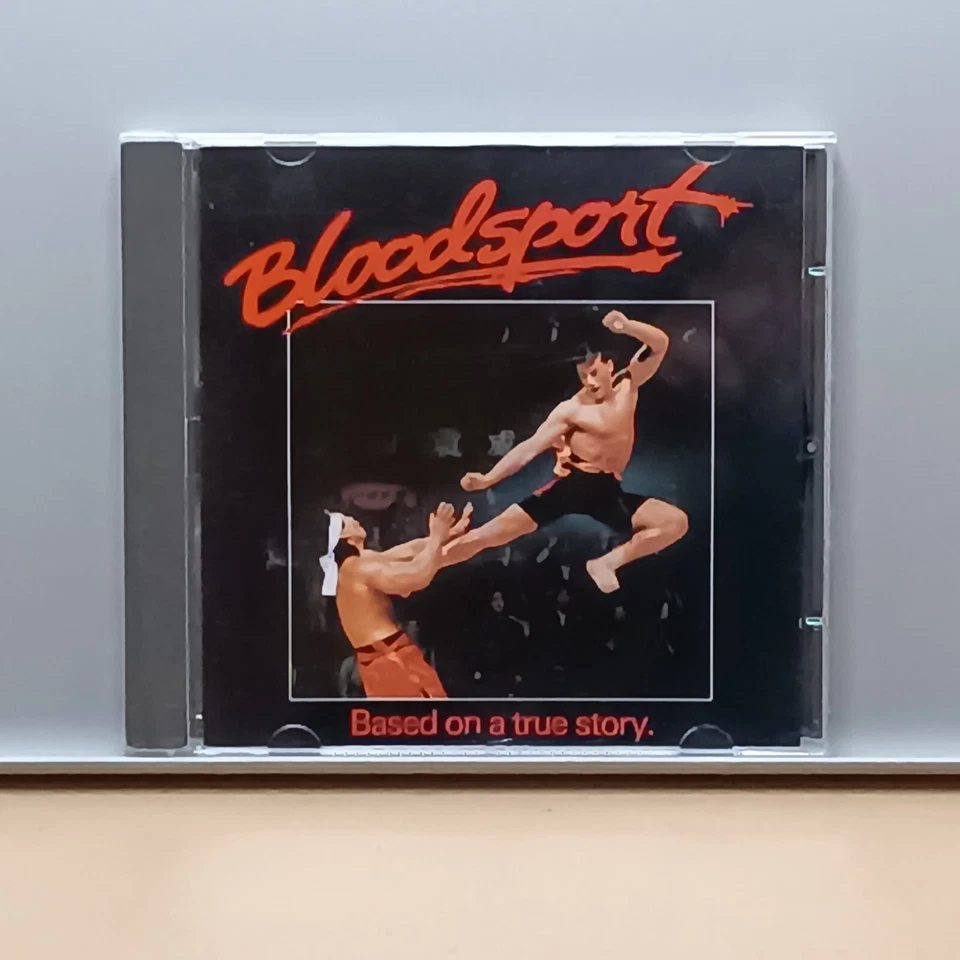 Bloodsport
Based on a true story.